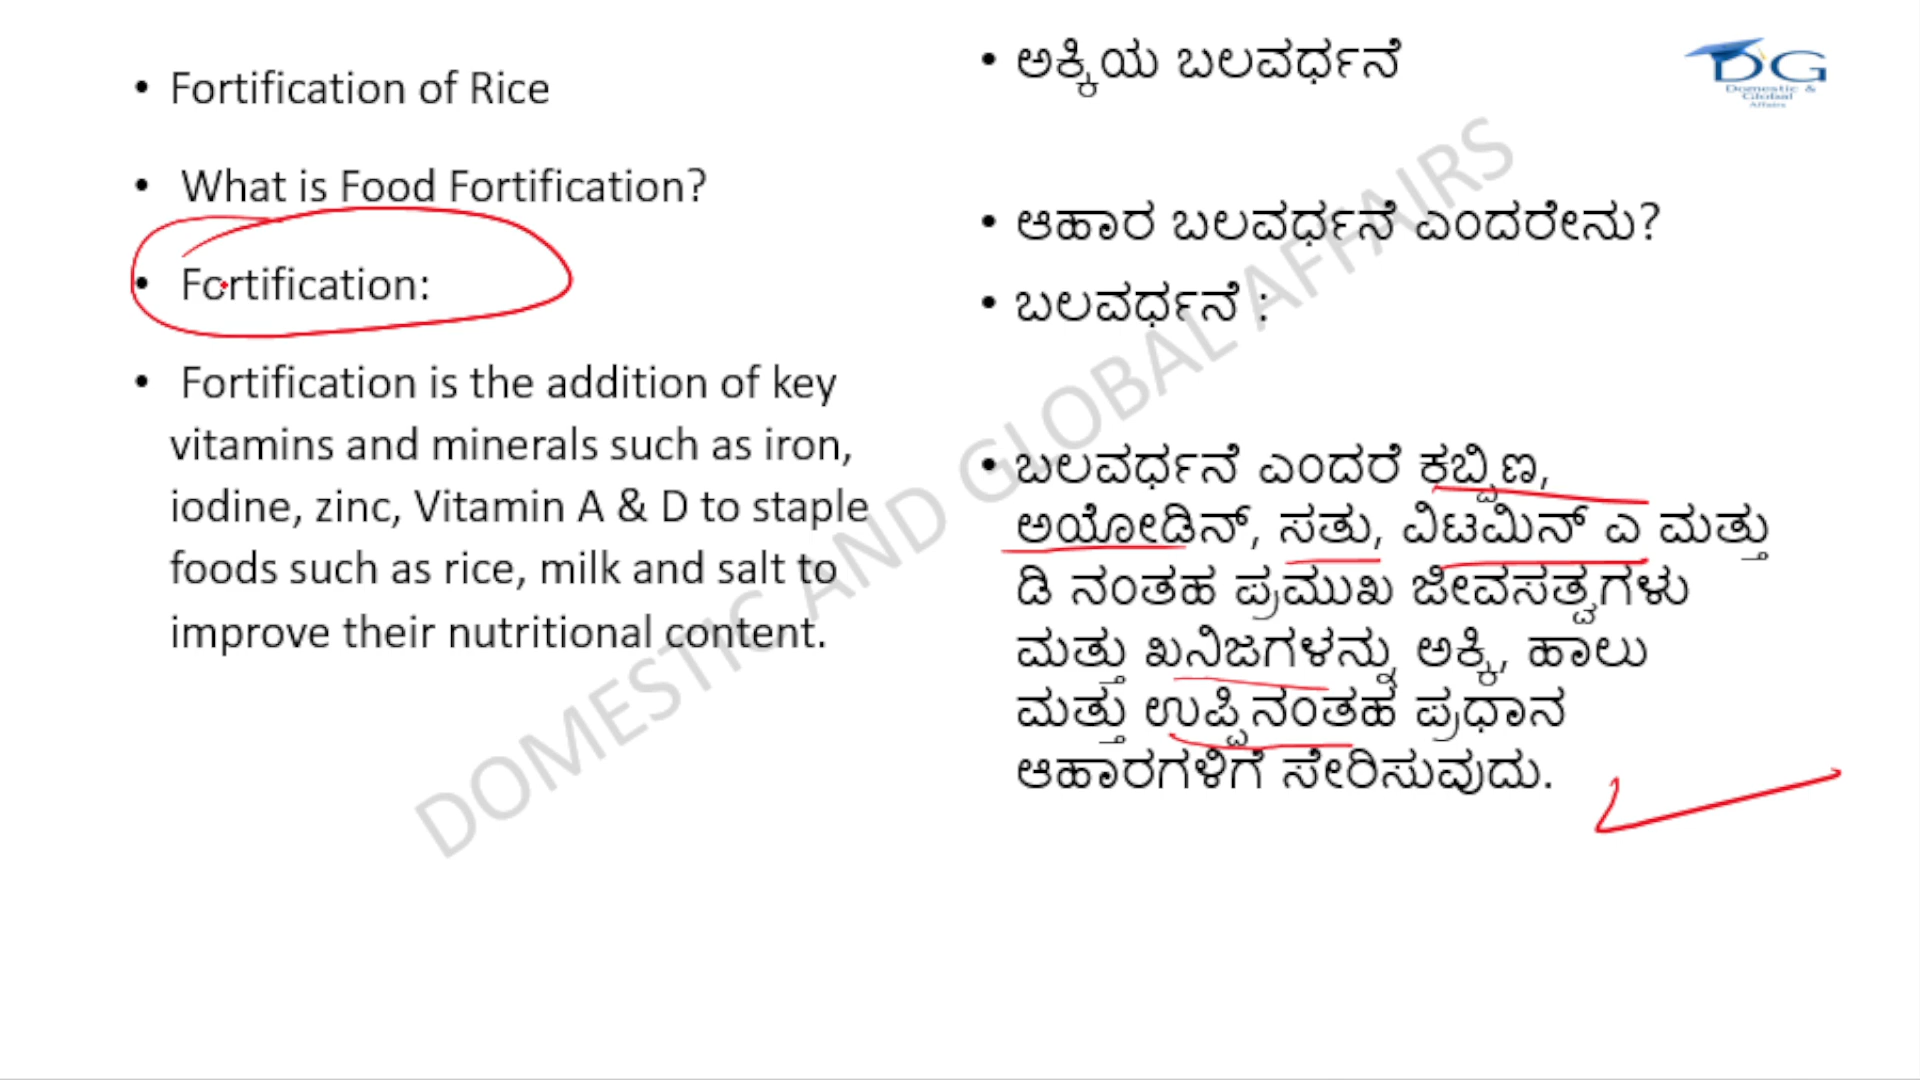 • Fortification of Rice
• What is Food Fortification?
• Fortification:
• Fortification is the addition of key
vitamins and minerals such as iron,
iodine, zinc, Vitamin A & D to staple
foods such as rice, milk and salt to
improve their nutritional content.
• ಅಕ್ಕಿಯ ಬಲವರ್ಧನೆ
• ಆಹಾರ ಬಲವರ್ಧನೆ ಎಂದರೇನು?
• ಬಲವರ್ಧನೆ :
• ಬಲವರ್ಧನೆ ಎಂದರೆ ಕಬ್ಬಿಣ,
ಅಯೋಡಿನ್, ಸತು, ವಿಟಮಿನ್ ಎ ಮತ್ತು
ಡಿ ನಂತಹ ಪ್ರಮುಖ ಜೀವಸತ್ವಗಳು
ಮತ್ತು ಖನಿಜಗಳನ್ನು ಅಕ್ಕಿ, ಹಾಲು
ಮತ್ತು ಉಪ್ಪಿನಂತಹ ಪ್ರಧಾನ
ಆಹಾರಗಳಿಗೆ ಸೇರಿಸುವುದು.
DG
Domestic &
Global
Affairs
DOMESTIC AND GLOBAL AFFAIRS